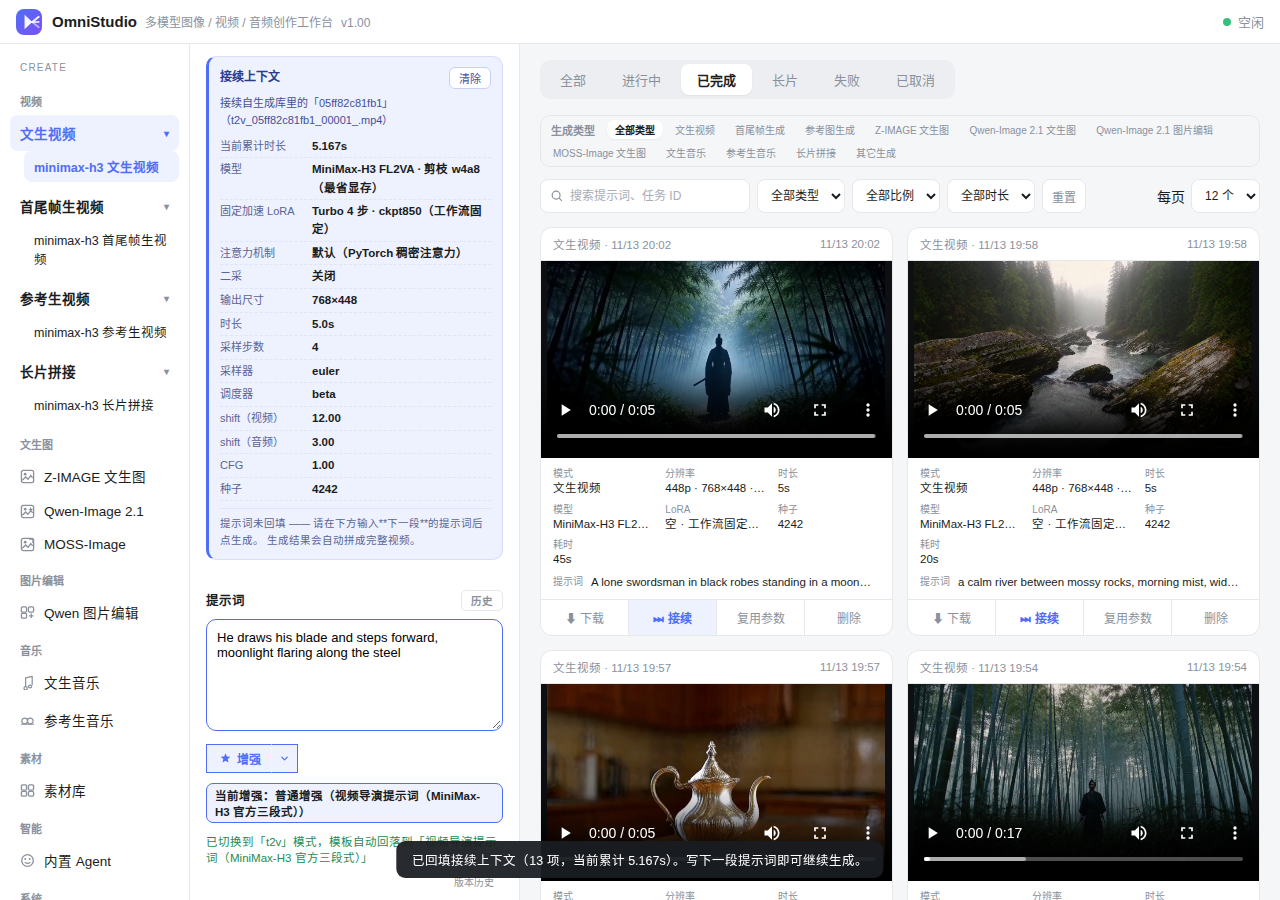 OmniStudio 多模型图像 / 视频 / 音频创作工作台 v1.00
空闲
CREATE
视频
文生视频
minimax-h3 文生视频
首尾帧生视频
minimax-h3 首尾帧生视
频
参考生视频
minimax-h3 参考生视频
长片拼接
minimax-h3 长片拼接
文生图
Z-IMAGE 文生图
Qwen-Image 2.1
MOSS-Image
图片编辑
Qwen 图片编辑
音乐
文生音乐
参考生音乐
素材
素材库
智能
内置 Agent
系统
接续上下文
清除
接续自生成库里的「05ff82c81fb1」
（t2v_05ff82c81fb1_00001_.mp4）
当前累计时长 5.167s
模型 MiniMax-H3 FL2VA · 剪枝 w4a8
（最省显存）
固定加速 LoRA Turbo 4 步 · ckpt850（工作流固
定）
注意力机制 默认（PyTorch 稠密注意力）
二采 关闭
输出尺寸 768×448
时长 5.0s
采样步数 4
采样器 euler
调度器 beta
shift（视频） 12.00
shift（音频） 3.00
CFG 1.00
种子 4242
提示词未回填 —— 请在下方输入**下一段**的提示词后
点生成。 生成结果会自动拼成完整视频。
提示词
历史
He draws his blade and steps forward,
moonlight flaring along the steel
增强
当前增强：普通增强（视频导演提示词（MiniMax-
H3 官方三段式））
已切换到「t2v」模式，模板自动回落到「视频导演提示
词（MiniMax-H3 官方三段式）」
版本历史
全部 进行中 已完成 长片 失败 已取消
生成类型 全部类型 文生视频 首尾帧生成 参考图生成 Z-IMAGE 文生图 Qwen-Image 2.1 文生图 Qwen-Image 2.1 图片编辑
MOSS-Image 文生图 文生音乐 参考生音乐 长片拼接 其它生成
搜索提示词、任务 ID 全部类型 全部比例 全部时长 重置 每页 12 个
文生视频 · 11/13 20:02 11/13 20:02
0:00 / 0:05
模式 分辨率 时长
文生视频 448p · 768×448 ·… 5s
模型 LoRA 种子
MiniMax-H3 FL2… 空 · 工作流固定… 4242
耗时
45s
提示词 A lone swordsman in black robes standing in a moon…
下载 接续 复用参数 删除
文生视频 · 11/13 19:58 11/13 19:58
0:00 / 0:05
模式 分辨率 时长
文生视频 448p · 768×448 ·… 5s
模型 LoRA 种子
MiniMax-H3 FL2… 空 · 工作流固定… 4242
耗时
20s
提示词 a calm river between mossy rocks, morning mist, wid…
下载 接续 复用参数 删除
文生视频 · 11/13 19:57 11/13 19:57
0:00 / 0:05
模式 分辨率 时长
文生视频 · 11/13 19:54 11/13 19:54
0:00 / 0:17
模式 分辨率 时长
已回填接续上下文（13 项，当前累计 5.167s）。写下一段提示词即可继续生成。